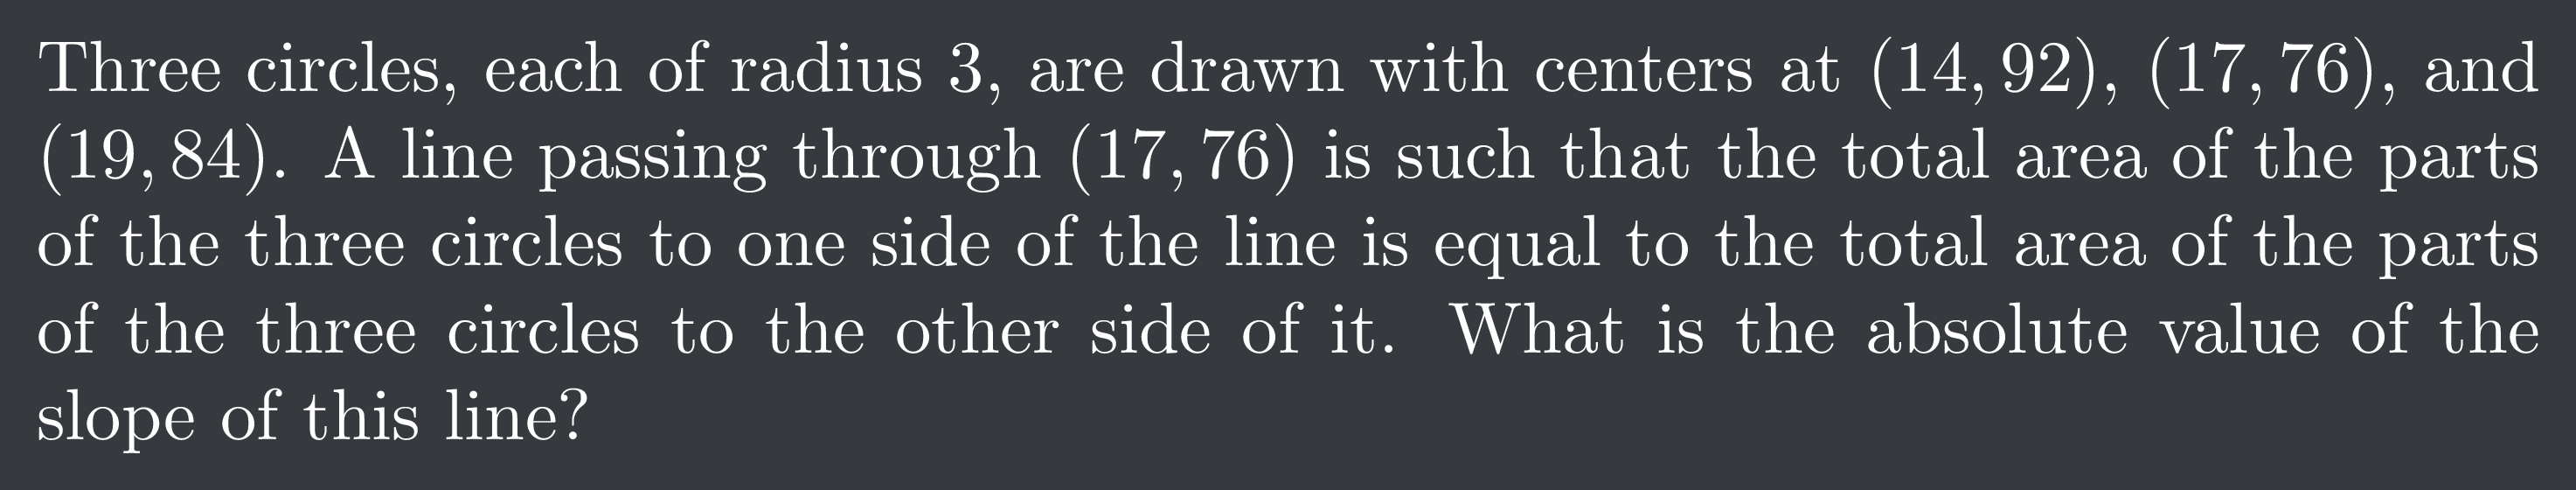 Three circles, each of radius 3, are drawn with centers at (14, 92), (17, 76), and
(19, 84). A line passing through (17, 76) is such that the total area of the parts
of the three circles to one side of the line is equal to the total area of the parts
of the three circles to the other side of it. What is the absolute value of the
slope of this line?